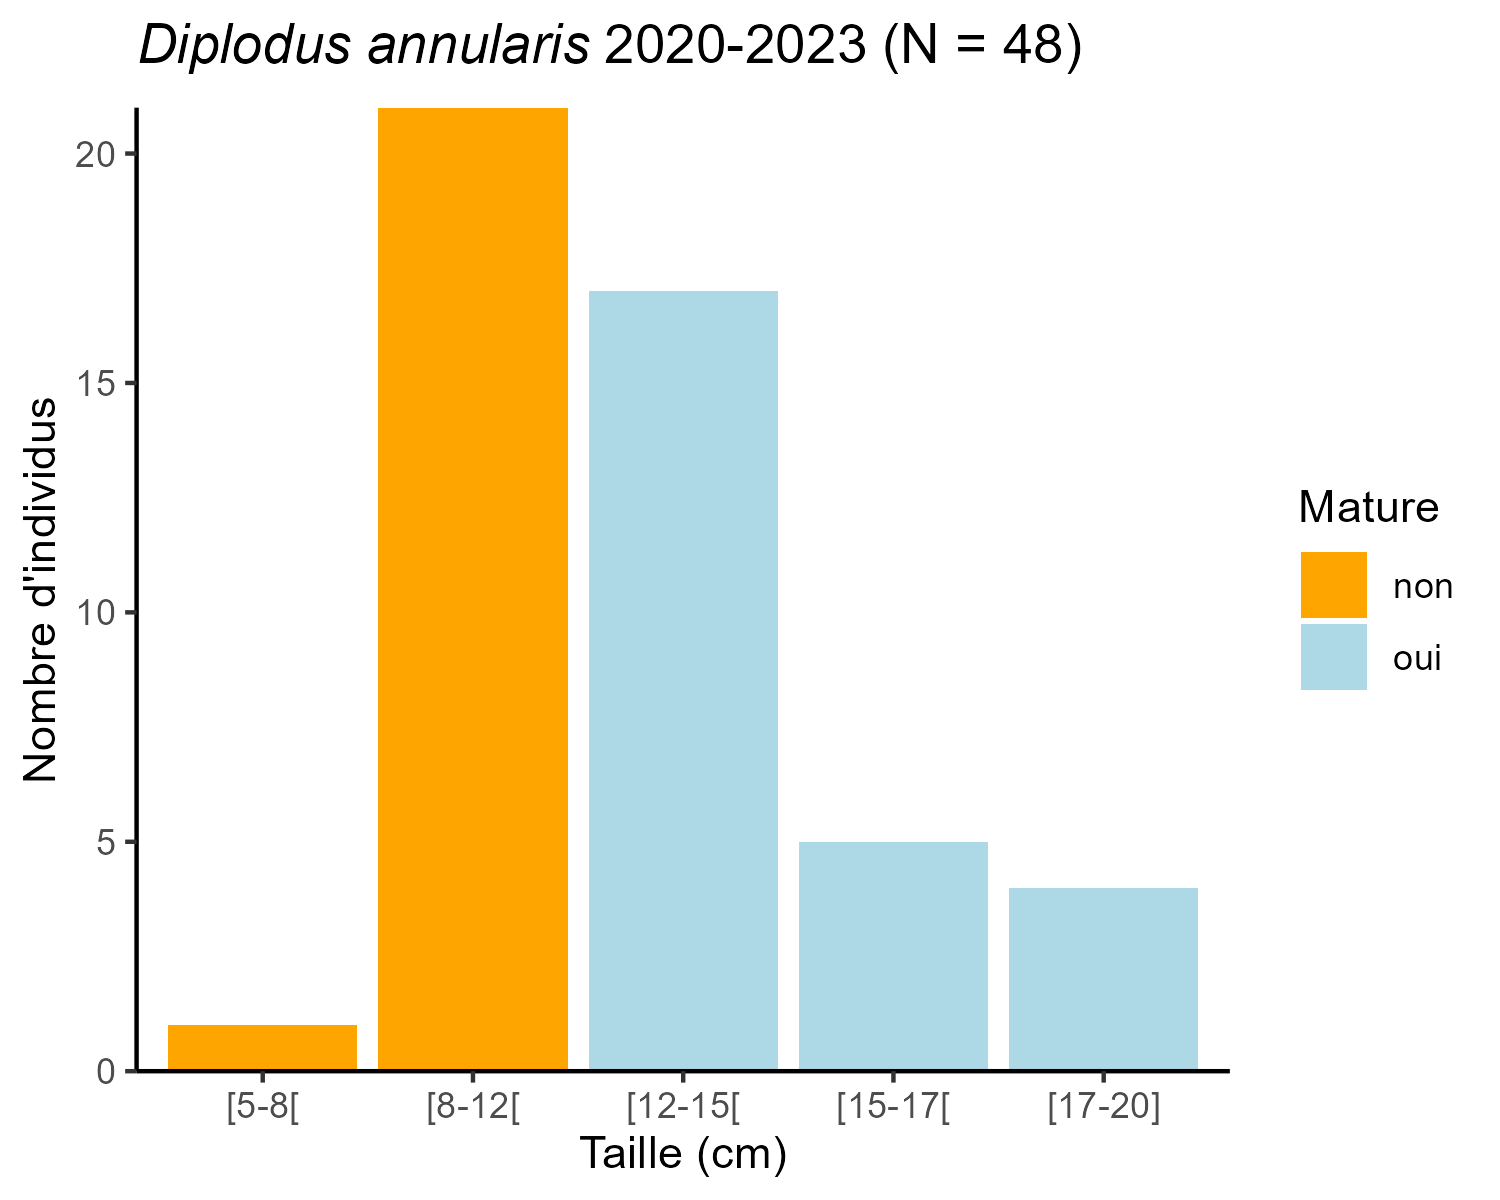 Diplodus annularis 2020-2023 (N = 48)
20
15
10
5
0
Nombre d'individus
[5-8[
[8-12[
[12-15[
[15-17[
[17-20]
Taille (cm)
Mature
non
oui